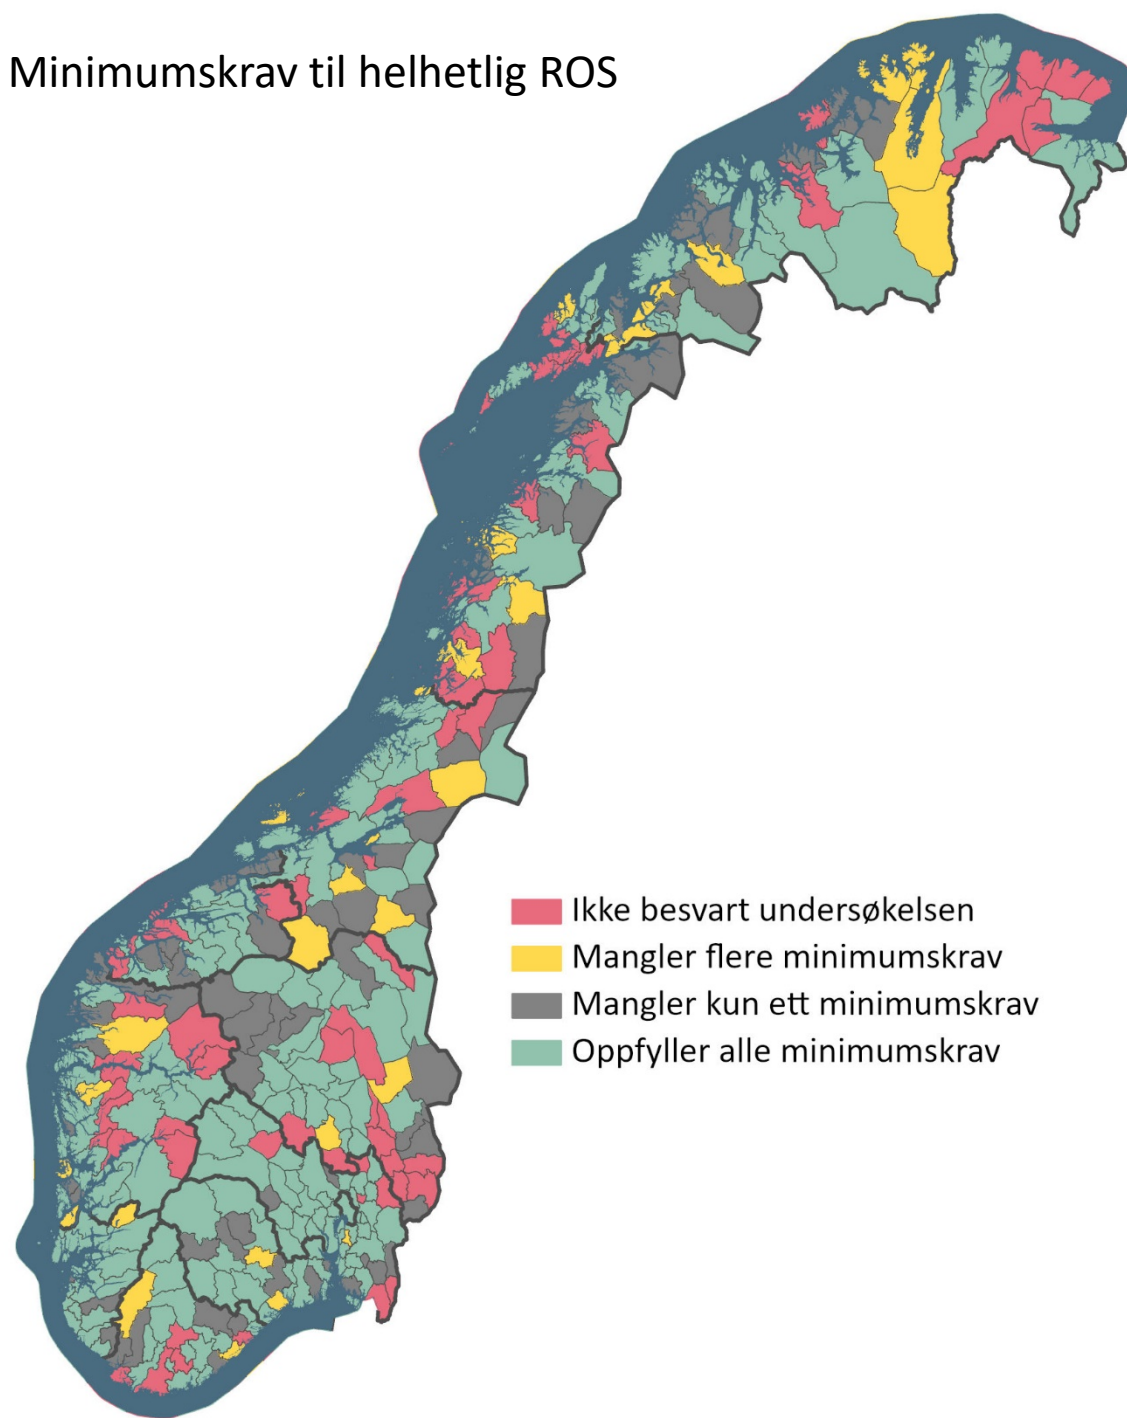 Minimumskrav til helhetlig ROS
Ikke besvart undersøkelsen
Mangler flere minimumskrav
Mangler kun ett minimumskrav
Oppfyller alle minimumskrav